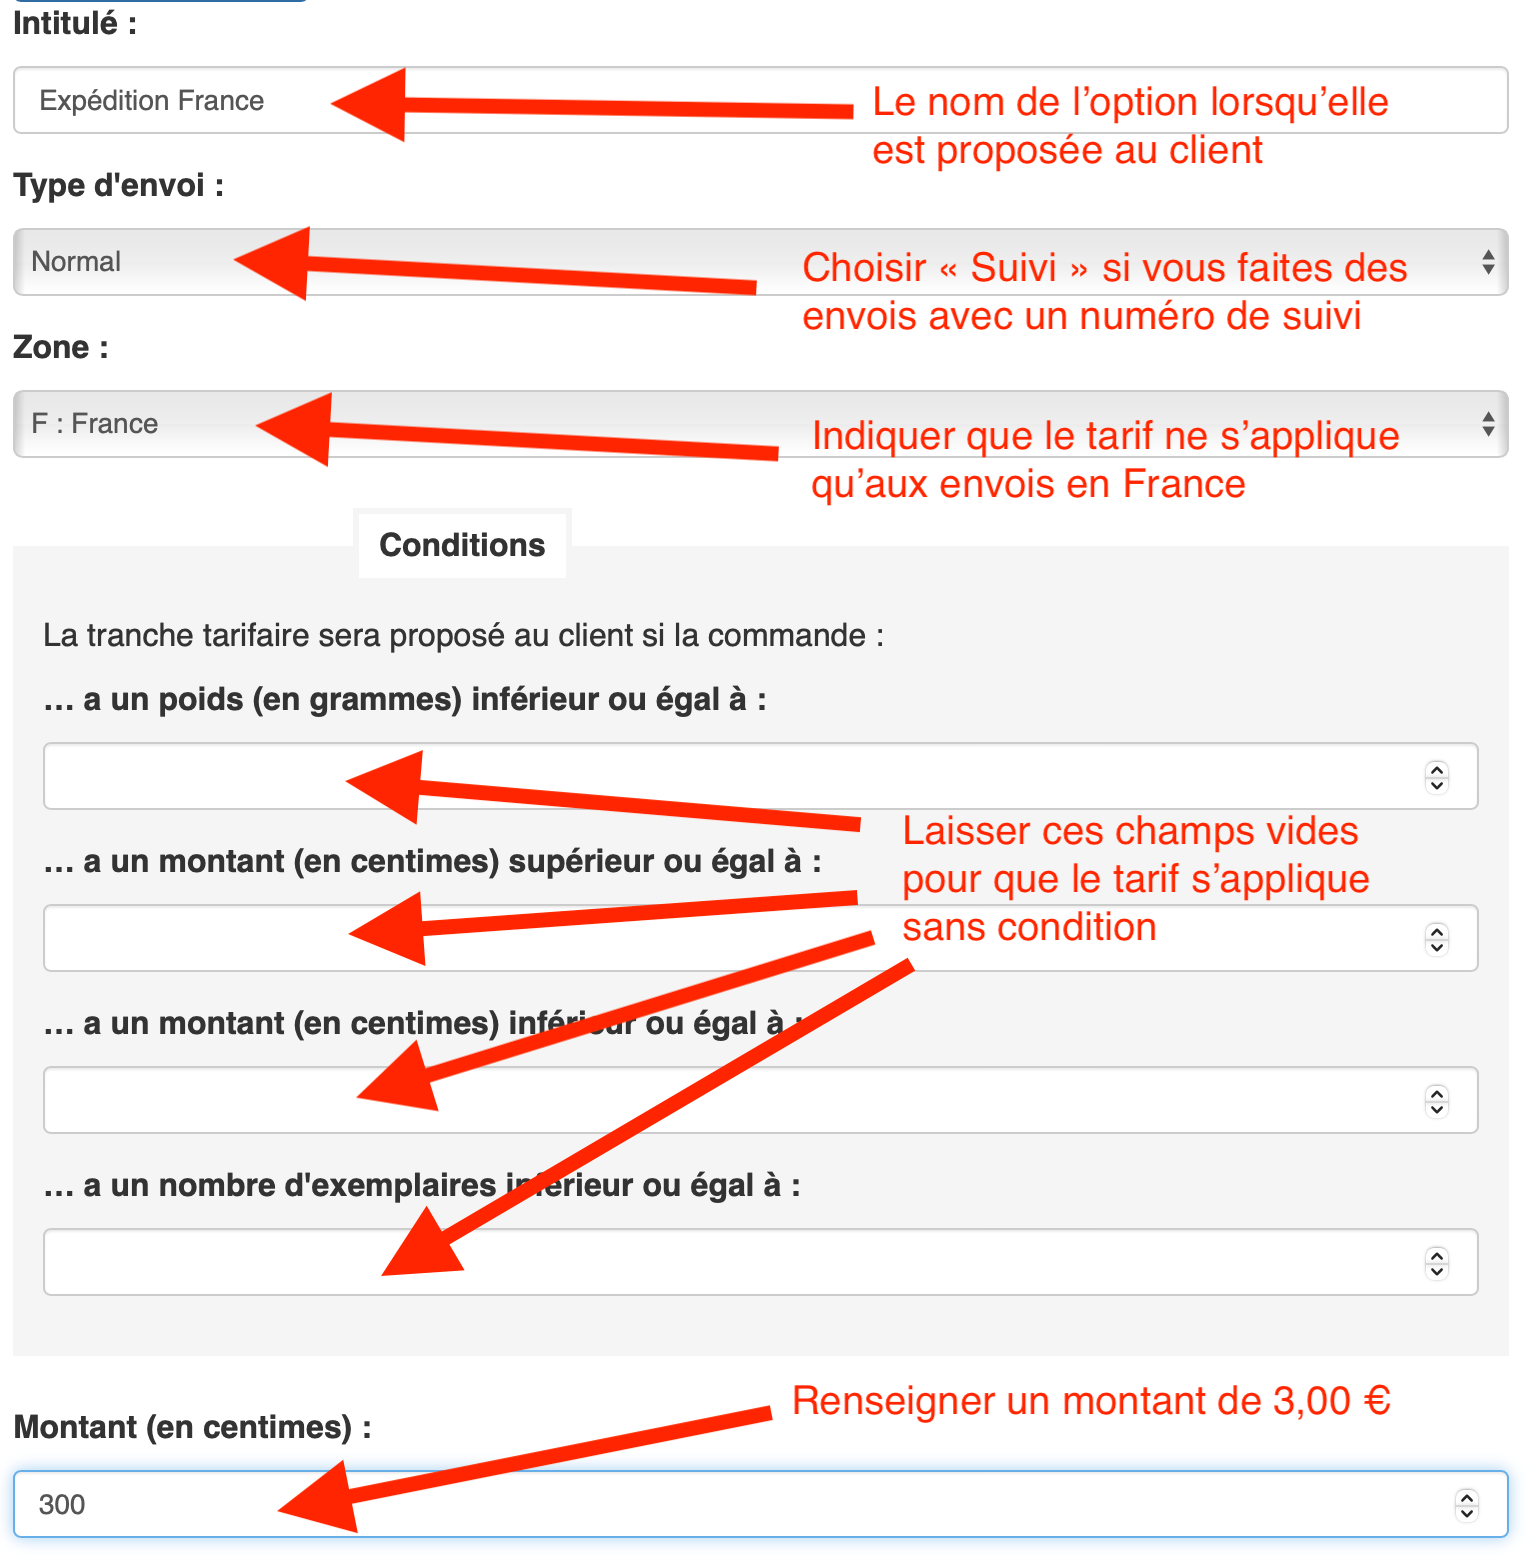 Intitulé :
Expédition France
Le nom de l’option lorsqu’elle
est proposée au client
Type d'envoi :
Normal
Choisir « Suivi » si vous faites des
envois avec un numéro de suivi
Zone :
F : France
Indiquer que le tarif ne s’applique
qu’aux envois en France
Conditions
La tranche tarifaire sera proposé au client si la commande :
... a un poids (en grammes) inférieur ou égal à :
... a un montant (en centimes) supérieur ou égal à :
Laisser ces champs vides
pour que le tarif s’applique
sans condition
... a un montant (en centimes) inférieur ou égal à :
... a un nombre d'exemplaires inférieur ou égal à :
Renseigner un montant de 3,00 €
Montant (en centimes) :
300